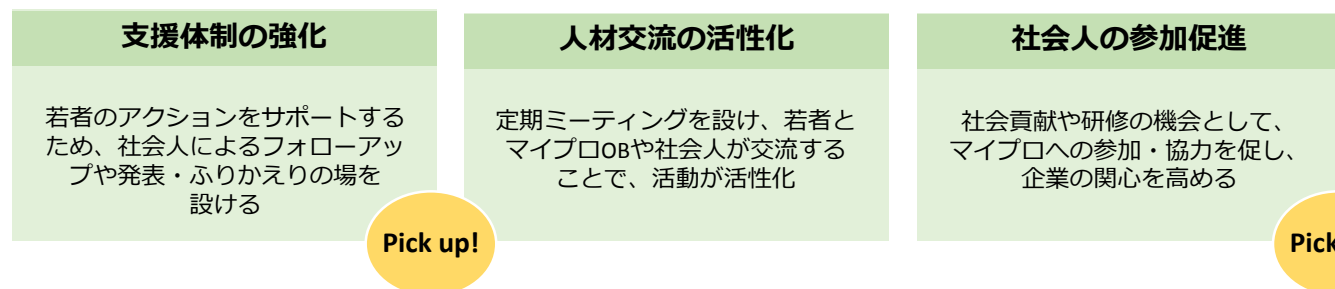 支援体制の強化
若者のアクションをサポートする
ため、社会人によるフォローアッ
プや発表・ふりかえりの場を
設ける
Pick up!
人材交流の活性化
定期ミーティングを設け、若者と
マイプロOBや社会人が交流する
ことで、活動が活性化
社会人の参加促進
社会貢献や研修の機会として、
マイプロへの参加・協力を促し、
企業の関心を高める
Pick